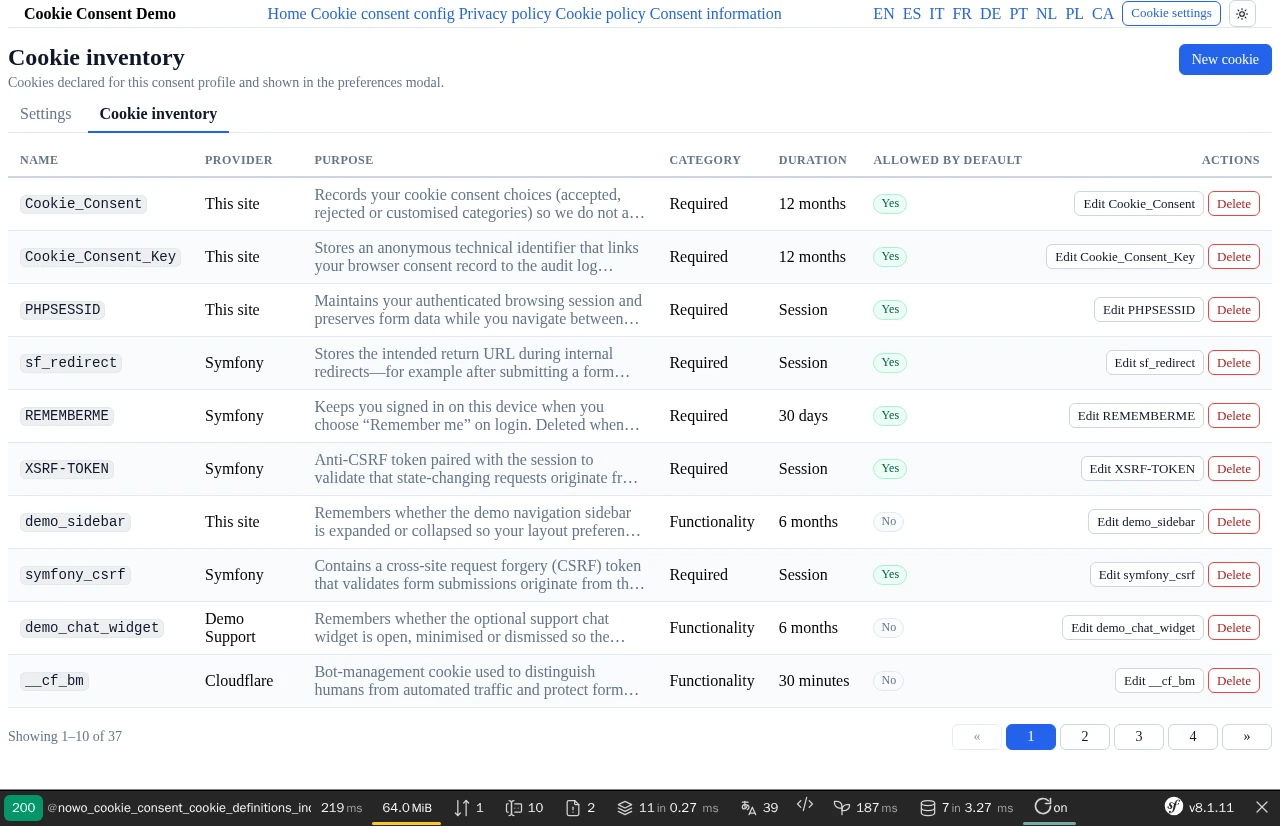 Cookie Consent Demo
Home Cookie consent config Privacy policy Cookie policy Consent information
EN ES IT FR DE PT NL PL CA
Cookie settings
Cookie inventory
New cookie
Cookies declared for this consent profile and shown in the preferences modal.
Settings Cookie inventory
NAME PROVIDER PURPOSE CATEGORY DURATION ALLOWED BY DEFAULT ACTIONS
Cookie_Consent This site Records your cookie consent choices (accepted,
rejected or customised categories) so we do not a… Required 12 months Yes Edit Cookie_Consent Delete
Cookie_Consent_Key This site Stores an anonymous technical identifier that links
your browser consent record to the audit log… Required 12 months Yes Edit Cookie_Consent_Key Delete
PHPSESSID This site Maintains your authenticated browsing session and
preserves form data while you navigate between… Required Session Yes Edit PHPSESSID Delete
sf_redirect Symfony Stores the intended return URL during internal
redirects—for example after submitting a form… Required Session Yes Edit sf_redirect Delete
REMEMBERME Symfony Keeps you signed in on this device when you
choose “Remember me” on login. Deleted when… Required 30 days Yes Edit REMEMBERME Delete
XSRF-TOKEN Symfony Anti-CSRF token paired with the session to
validate that state-changing requests originate fr… Required Session Yes Edit XSRF-TOKEN Delete
demo_sidebar This site Remembers whether the demo navigation sidebar
is expanded or collapsed so your layout preferen… Functionality 6 months No Edit demo_sidebar Delete
symfony_csrf Symfony Contains a cross-site request forgery (CSRF) token
that validates form submissions originate from th… Required Session Yes Edit symfony_csrf Delete
demo_chat_widget Demo Support Remembers whether the optional support chat
widget is open, minimised or dismissed so the… Functionality 6 months No Edit demo_chat_widget Delete
__cf_bm Cloudflare Bot-management cookie used to distinguish
humans from automated traffic and protect form… Functionality 30 minutes No Edit __cf_bm Delete
Showing 1–10 of 37
« 1 2 3 4 »
200 @nowo_cookie_consent_cookie_definitions_in 219 ms 64.0 MiB 1 10 2 11 in 0.27 ms 39 </> 187 ms 7 in 3.27 ms on sf v8.1.11